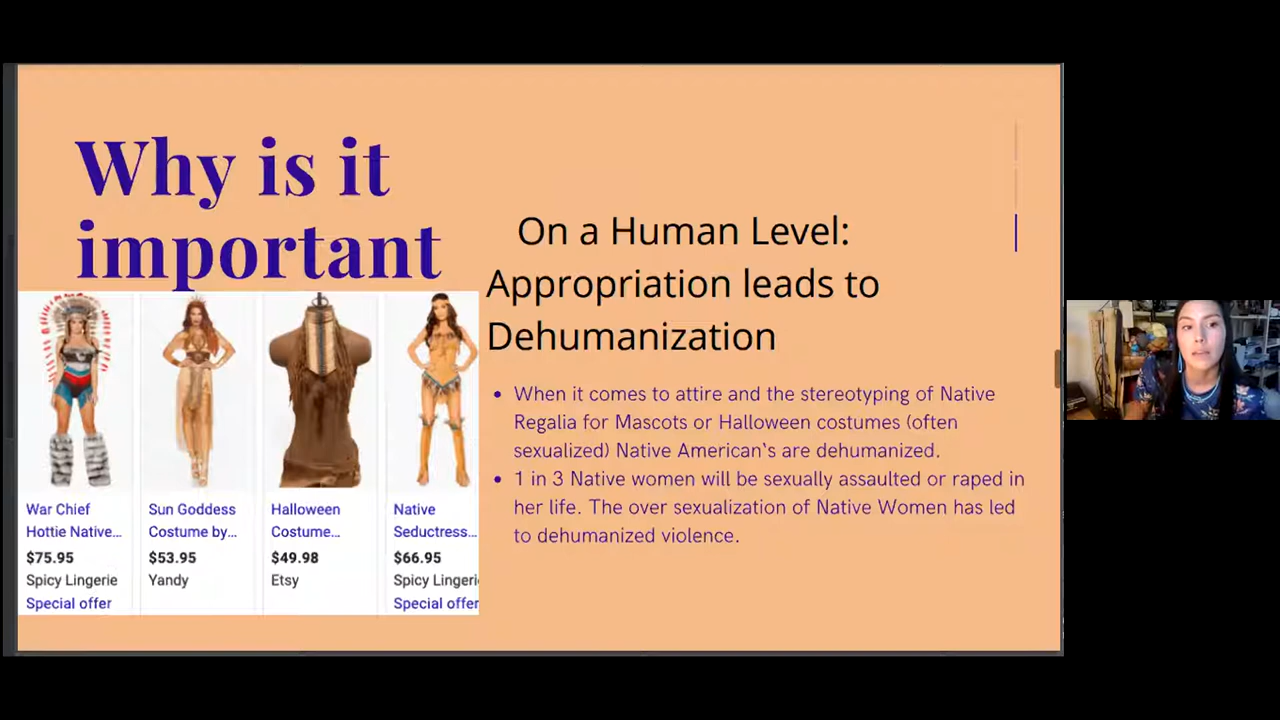 Why is it
important
On a Human Level:
Appropriation leads to
Dehumanization
• When it comes to attire and the stereotyping of Native
Regalia for Mascots or Halloween costumes (often
sexualized) Native American's are dehumanized.
• 1 in 3 Native women will be sexually assaulted or raped in
her life. The over sexualization of Native Women has led
to dehumanized violence.
War Chief
Hottie Native...
$75.95
Spicy Lingerie
Special offer
Sun Goddess
Costume by...
$53.95
Yandy
Halloween
Costume...
$49.98
Etsy
Native
Seductress...
$66.95
Spicy Lingeri
Special offer